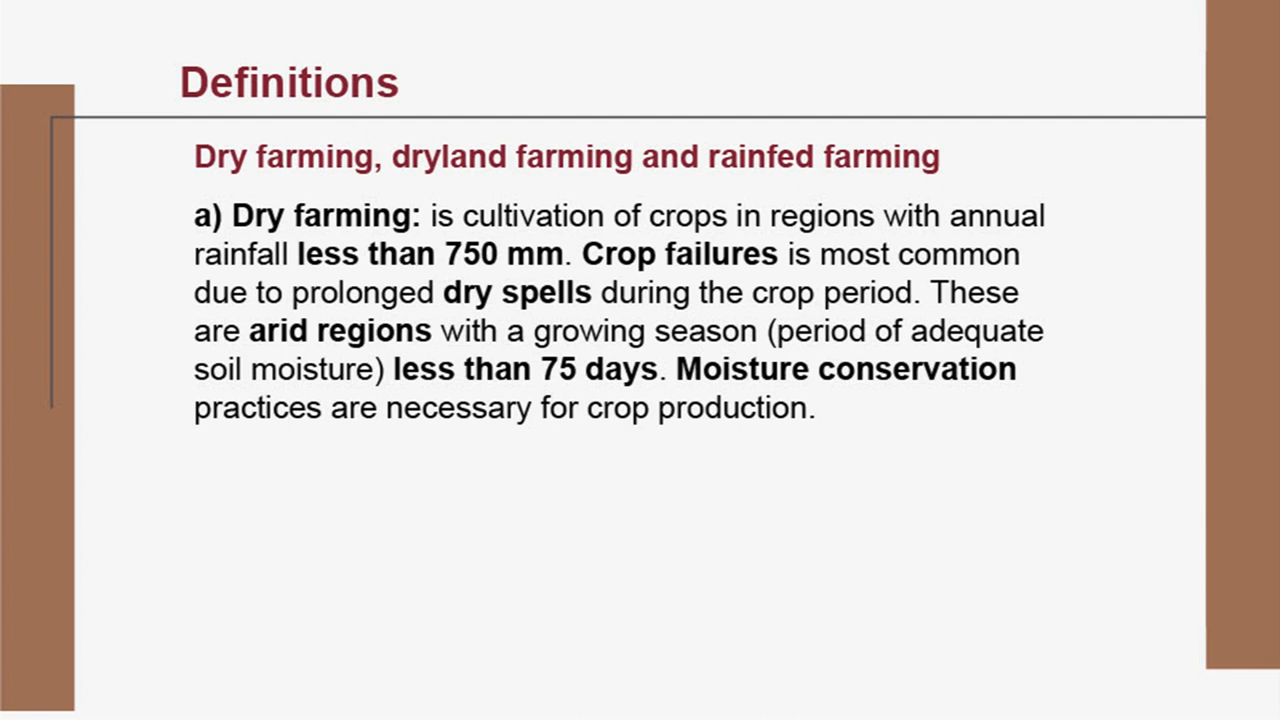 Definitions
Dry farming, dryland farming and rainfed farming
a) Dry farming: is cultivation of crops in regions with annual
rainfall less than 750 mm. Crop failures is most common
due to prolonged dry spells during the crop period. These
are arid regions with a growing season (period of adequate
soil moisture) less than 75 days. Moisture conservation
practices are necessary for crop production.